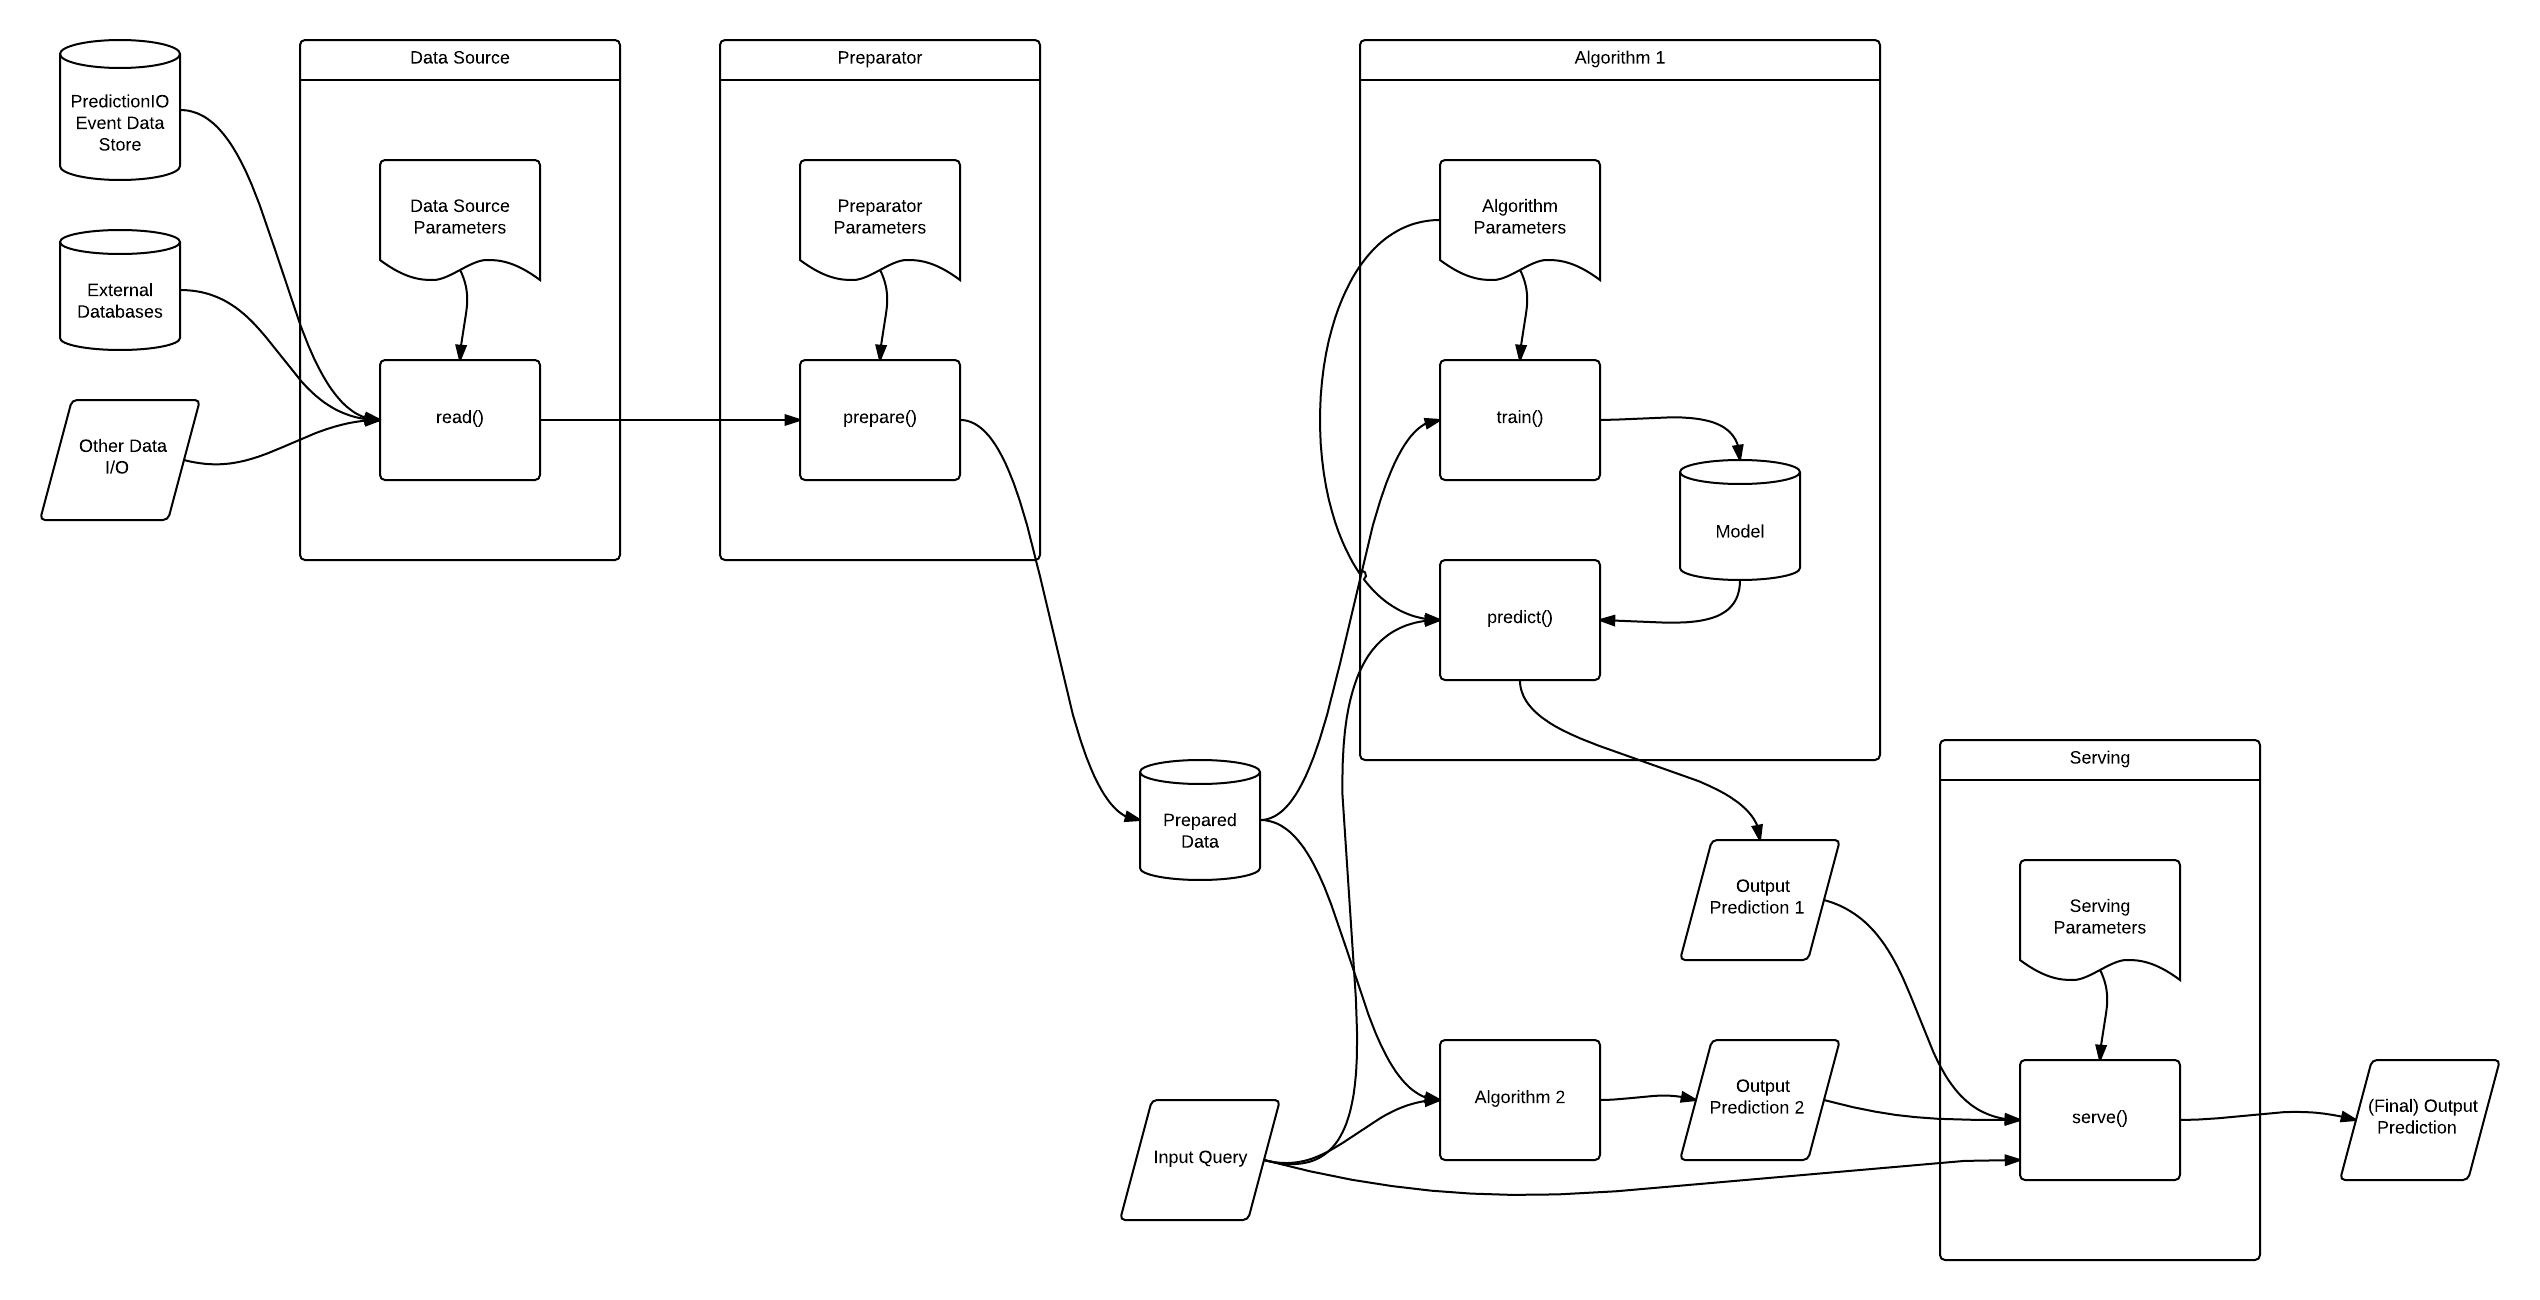 Data Source
Preparator
Algorithm 1
PredictionIO
Event Data
Store
Data Source
Parameters
Preparator
Parameters
Algorithm
Parameters
External
Databases
Other Data
I/O
read()
prepare()
train()
Model
predict()
Serving
Prepared
Data
Output
Prediction 1
Serving
Parameters
Input Query
Algorithm 2
Output
Prediction 2
serve()
(Final) Output
Prediction